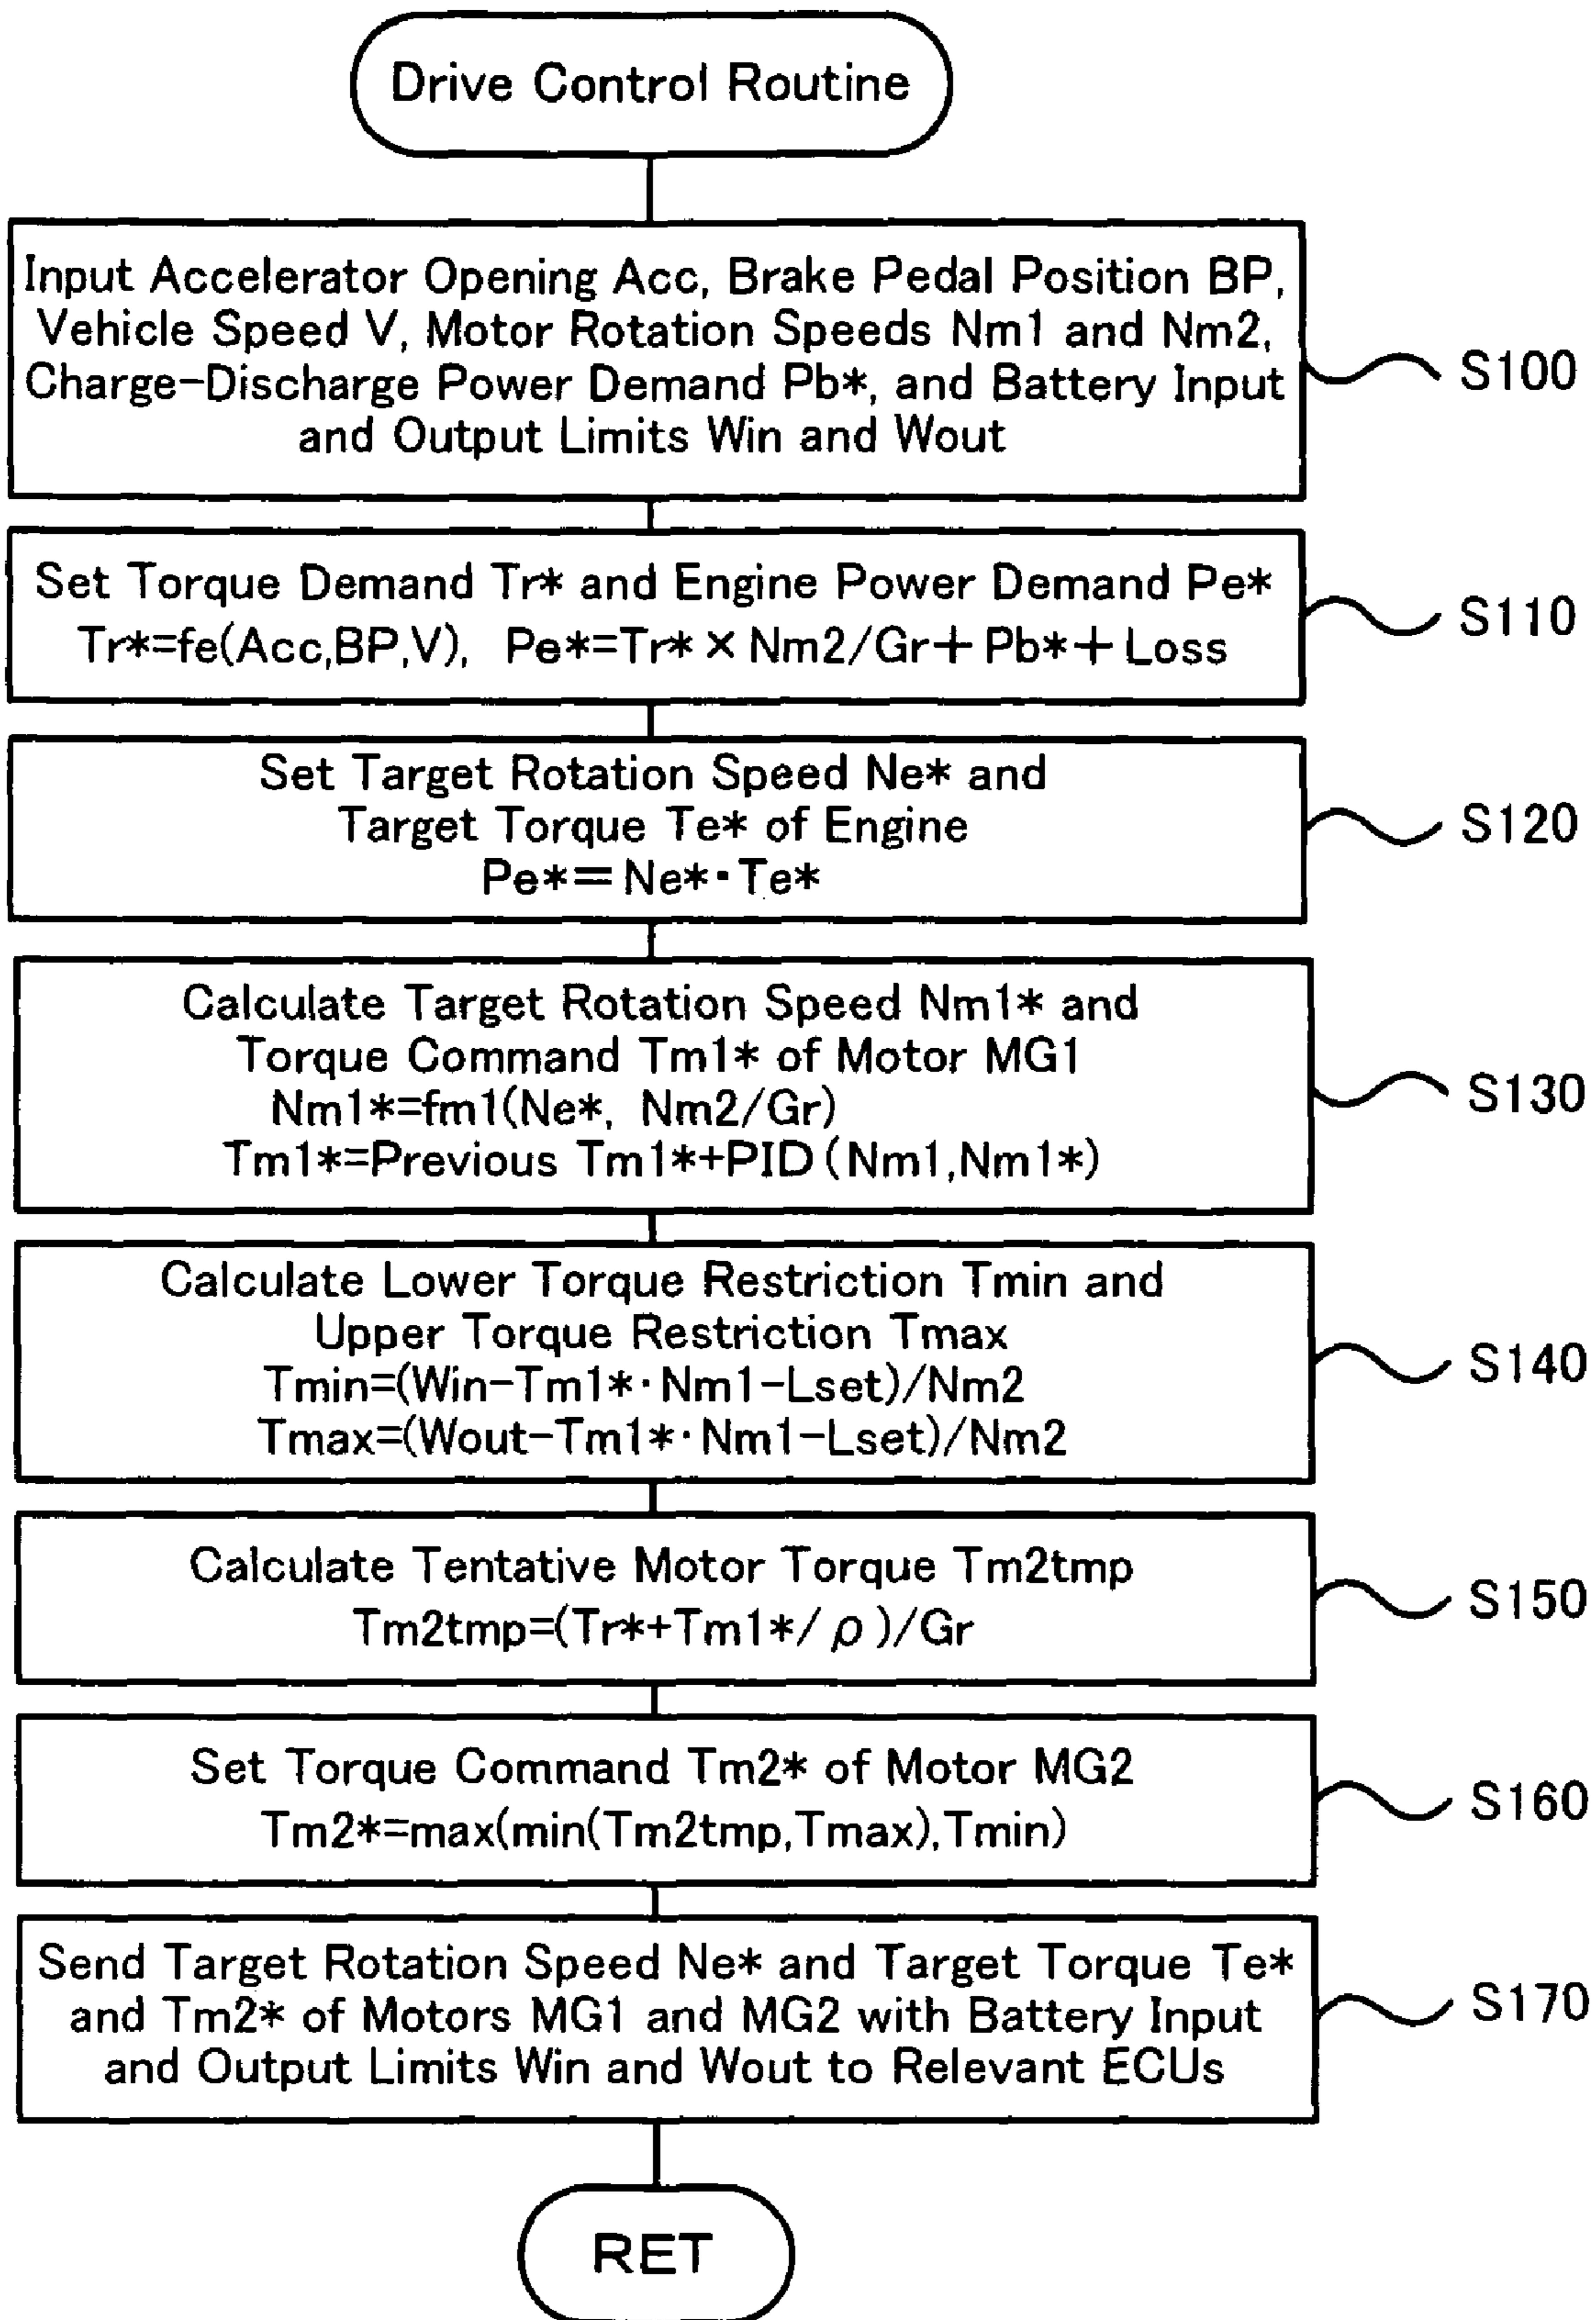 Drive Control Routine
Input Accelerator Opening Acc, Brake Pedal Position BP,
Vehicle Speed V, Motor Rotation Speeds Nm1 and Nm2,
Charge-Discharge Power Demand Pb*, and Battery Input
and Output Limits Win and Wout
S100
Set Torque Demand Tr* and Engine Power Demand Pe*
Tr*=fe(Acc,BP,V), Pe*=Tr*×Nm2/Gr+Pb*+Loss
S110
Set Target Rotation Speed Ne* and
Target Torque Te* of Engine
Pe*=Ne*·Te*
S120
Calculate Target Rotation Speed Nm1* and
Torque Command Tm1* of Motor MG1
Nm1*=fm1(Ne*, Nm2/Gr)
Tm1*=Previous Tm1*+PID(Nm1,Nm1*)
S130
Calculate Lower Torque Restriction Tmin and
Upper Torque Restriction Tmax
Tmin=(Win-Tm1*·Nm1-Lset)/Nm2
Tmax=(Wout-Tm1*·Nm1-Lset)/Nm2
S140
Calculate Tentative Motor Torque Tm2tmp
Tm2tmp=(Tr*+Tm1*/ρ)/Gr
S150
Set Torque Command Tm2* of Motor MG2
Tm2*=max(min(Tm2tmp,Tmax),Tmin)
S160
Send Target Rotation Speed Ne* and Target Torque Te*
and Tm2* of Motors MG1 and MG2 with Battery Input
and Output Limits Win and Wout to Relevant ECUs
S170
RET